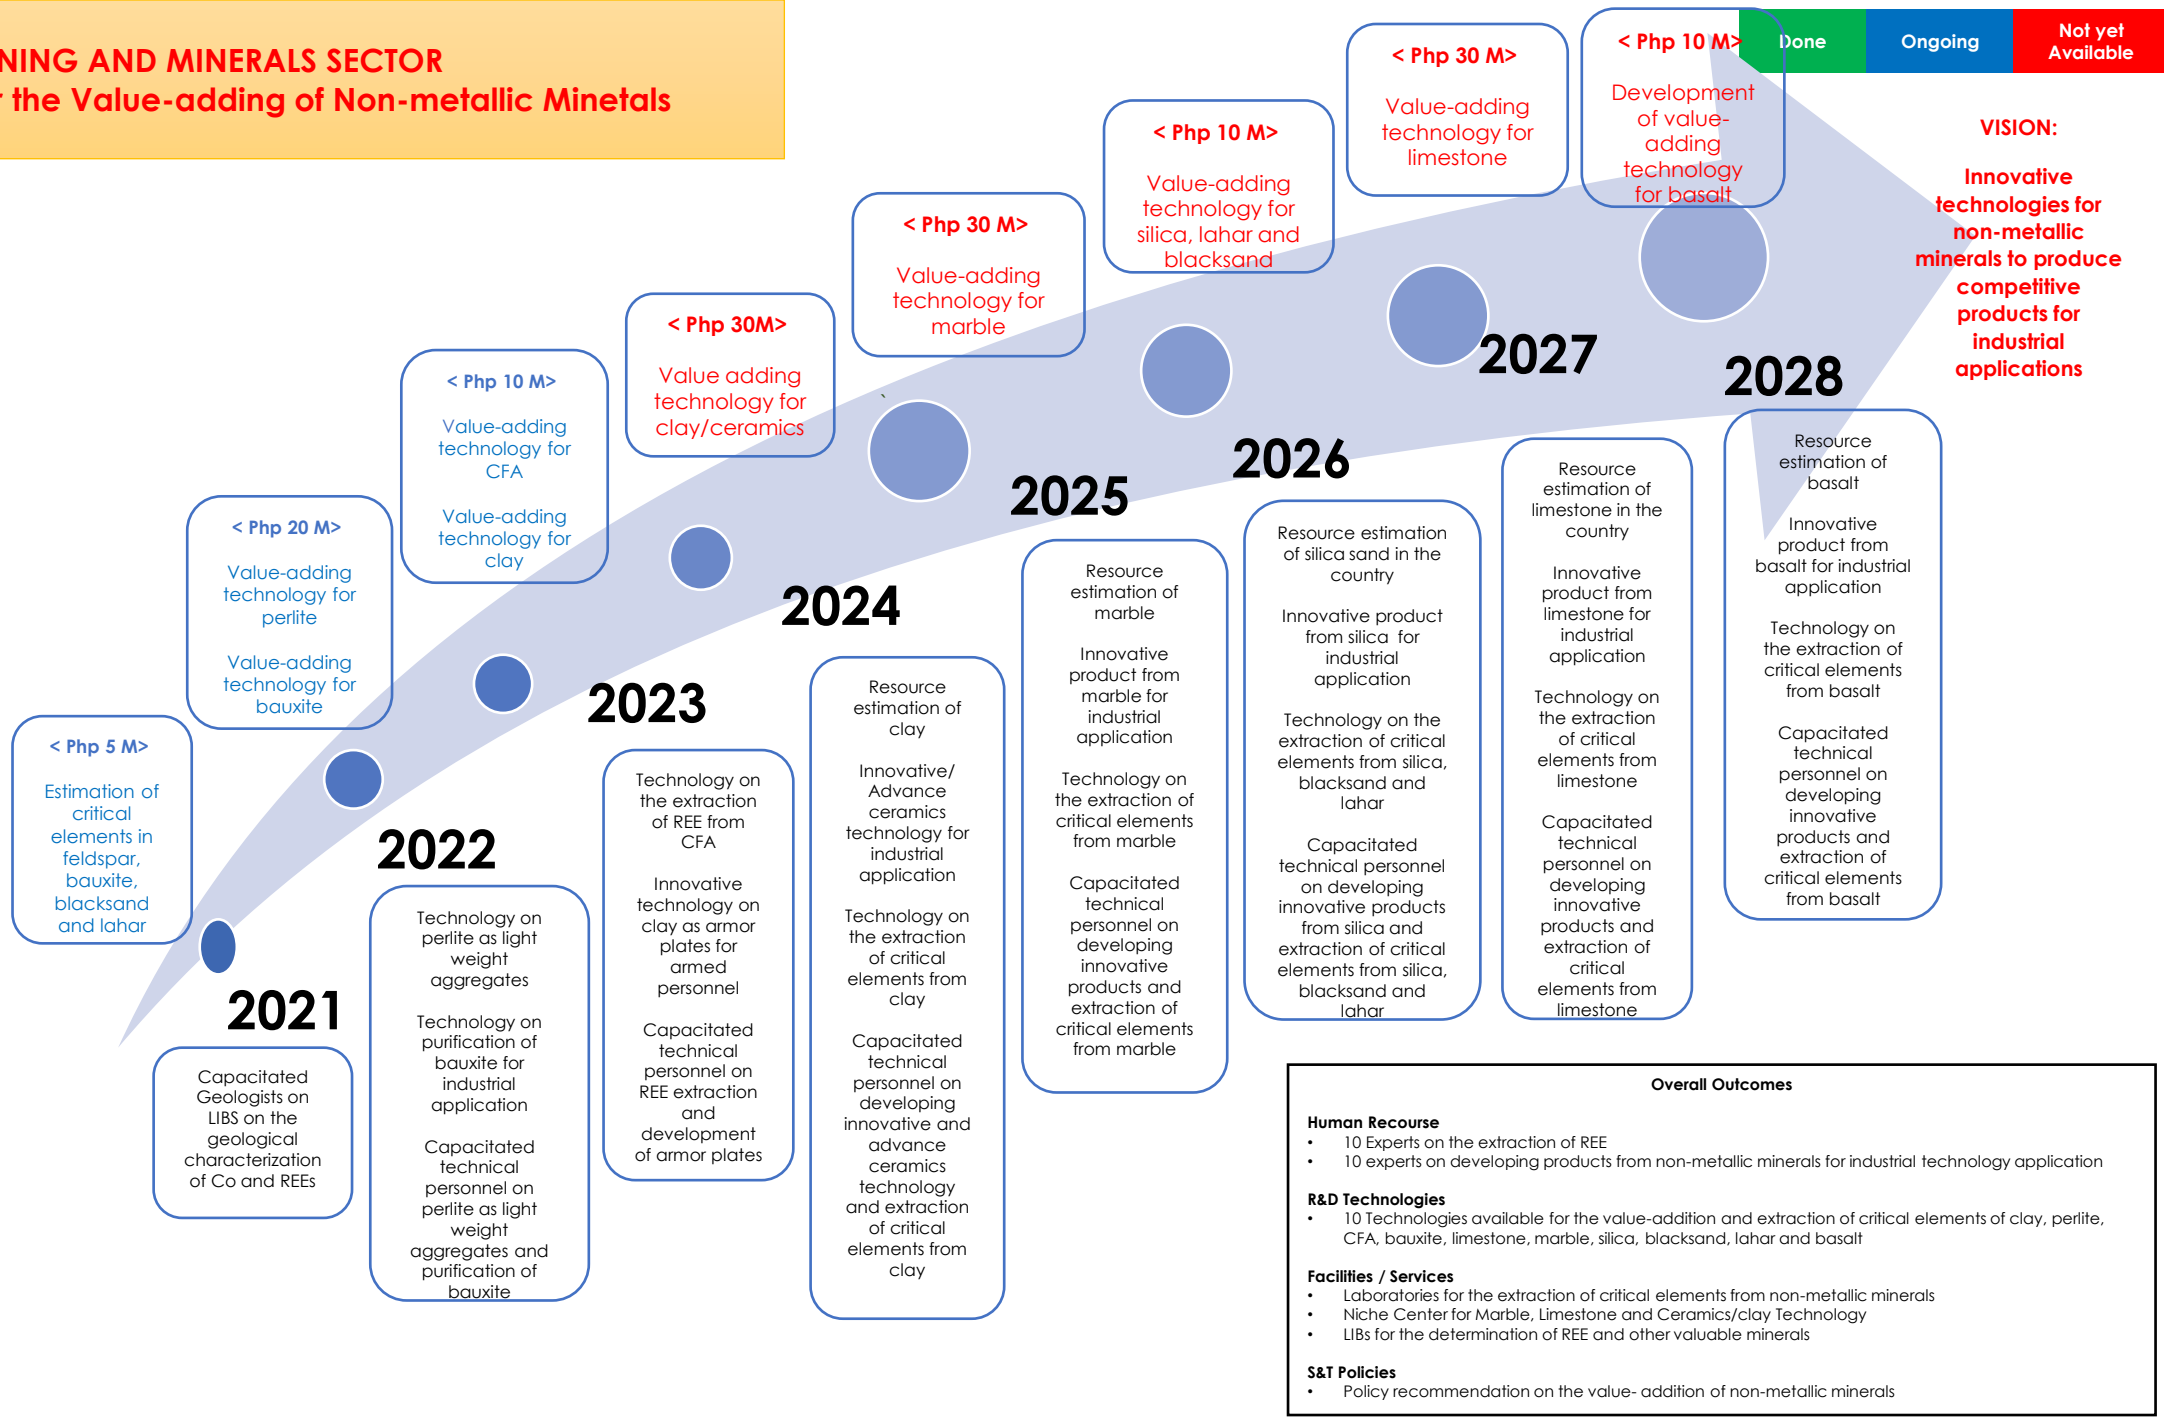 NING AND MINERALS SECTOR
r the Value-adding of Non-metallic Minetals
Done
Ongoing
Not yet
Available
VISION:
Innovative
technologies for
non-metallic
minerals to produce
competitive
products for
industrial
applications
< Php 5 M>
Estimation of
critical
elements in
feldspar,
bauxite,
blacksand
and lahar
< Php 20 M>
Value-adding
technology for
perlite
Value-adding
technology for
bauxite
< Php 10 M>
Value-adding
technology for
CFA
Value-adding
technology for
clay
< Php 30M>
Value adding
technology for
clay/ceramics
< Php 30 M>
Value-adding
technology for
marble
< Php 10 M>
Value-adding
technology for
silica, lahar and
blacksand
< Php 30 M>
Value-adding
technology for
limestone
< Php 10 M>
Development
of value-
adding
technology
for basalt
2021
Capacitated
Geologists on
LIBS on the
geological
characterization
of Co and REEs
2022
Technology on
perlite as light
weight
aggregates
Technology on
purification of
bauxite for
industrial
application
Capacitated
technical
personnel on
perlite as light
weight
aggregates and
purification of
bauxite
2023
Technology on
the extraction
of REE from
CFA
Innovative
technology on
clay as armor
plates for
armed
personnel
Capacitated
technical
personnel on
REE extraction
and
development
of armor plates
2024
Resource
estimation of
clay
Innovative/
Advance
ceramics
technology for
industrial
application
Technology on
the extraction
of critical
elements from
clay
Capacitated
technical
personnel on
developing
innovative and
advance
ceramics
technology
and extraction
of critical
elements from
clay
2025
Resource
estimation of
marble
Innovative
product from
marble for
industrial
application
Technology on
the extraction of
critical elements
from marble
Capacitated
technical
personnel on
developing
innovative
products and
extraction of
critical elements
from marble
2026
Resource estimation
of silica sand in the
country
Innovative product
from silica for
industrial
application
Technology on the
extraction of critical
elements from silica,
blacksand and
lahar
Capacitated
technical personnel
on developing
innovative products
from silica and
extraction of critical
elements from silica,
blacksand and
lahar
2027
Resource
estimation of
limestone in the
country
Innovative
product from
limestone for
industrial
application
Technology on
the extraction
of critical
elements from
limestone
Capacitated
technical
personnel on
developing
innovative
products and
extraction of
critical
elements from
limestone
2028
Resource
estimation of
basalt
Innovative
product from
basalt for industrial
application
Technology on
the extraction of
critical elements
from basalt
Capacitated
technical
personnel on
developing
innovative
products and
extraction of
critical elements
from basalt
Overall Outcomes
Human Recourse
• 10 Experts on the extraction of REE
• 10 experts on developing products from non-metallic minerals for industrial technology application
R&D Technologies
• 10 Technologies available for the value-addition and extraction of critical elements of clay, perlite,
CFA, bauxite, limestone, marble, silica, blacksand, lahar and basalt
Facilities / Services
• Laboratories for the extraction of critical elements from non-metallic minerals
• Niche Center for Marble, Limestone and Ceramics/clay Technology
• LIBs for the determination of REE and other valuable minerals
S&T Policies
• Policy recommendation on the value- addition of non-metallic minerals